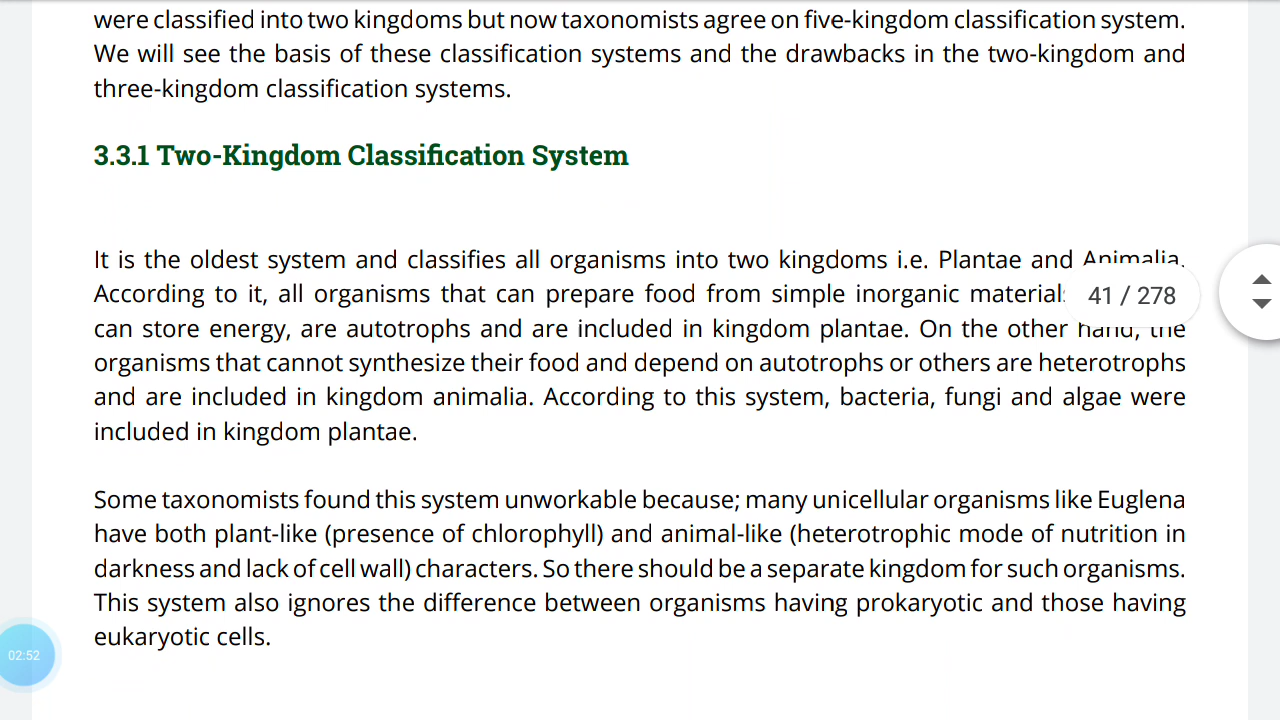 were classified into two kingdoms but now taxonomists agree on five-kingdom classification system.
We will see the basis of these classification systems and the drawbacks in the two-kingdom and
three-kingdom classification systems.
3.3.1 Two-Kingdom Classification System
It is the oldest system and classifies all organisms into two kingdoms i.e. Plantae and Animalia.
According to it, all organisms that can prepare food from simple inorganic material
41 / 278
can store energy, are autotrophs and are included in kingdom plantae. On the other hand, the
organisms that cannot synthesize their food and depend on autotrophs or others are heterotrophs
and are included in kingdom animalia. According to this system, bacteria, fungi and algae were
included in kingdom plantae.
Some taxonomists found this system unworkable because; many unicellular organisms like Euglena
have both plant-like (presence of chlorophyll) and animal-like (heterotrophic mode of nutrition in
darkness and lack of cell wall) characters. So there should be a separate kingdom for such organisms.
This system also ignores the difference between organisms having prokaryotic and those having
eukaryotic cells.
02:52